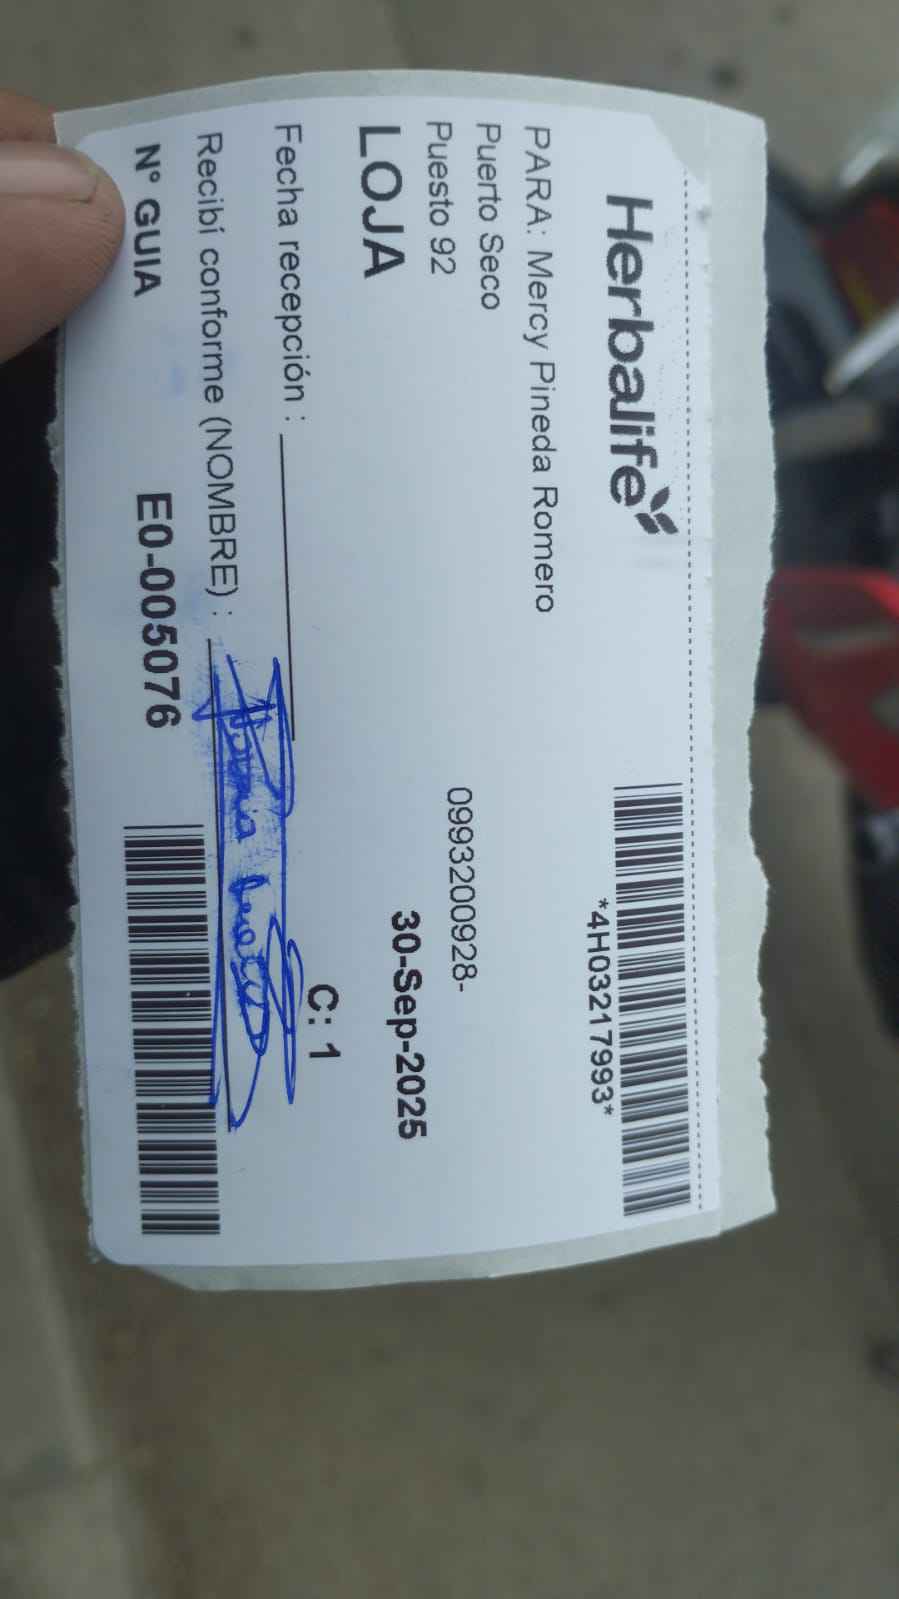 Herbalife
*4H03217993*
PARA: Mercy Pineda Romero
Puerto Seco
Puesto 92
0993200928-
LOJA
30-Sep-2025
Fecha recepción :
C: 1
Recibí conforme (NOMBRE) :
N° GUIA
E0-005076